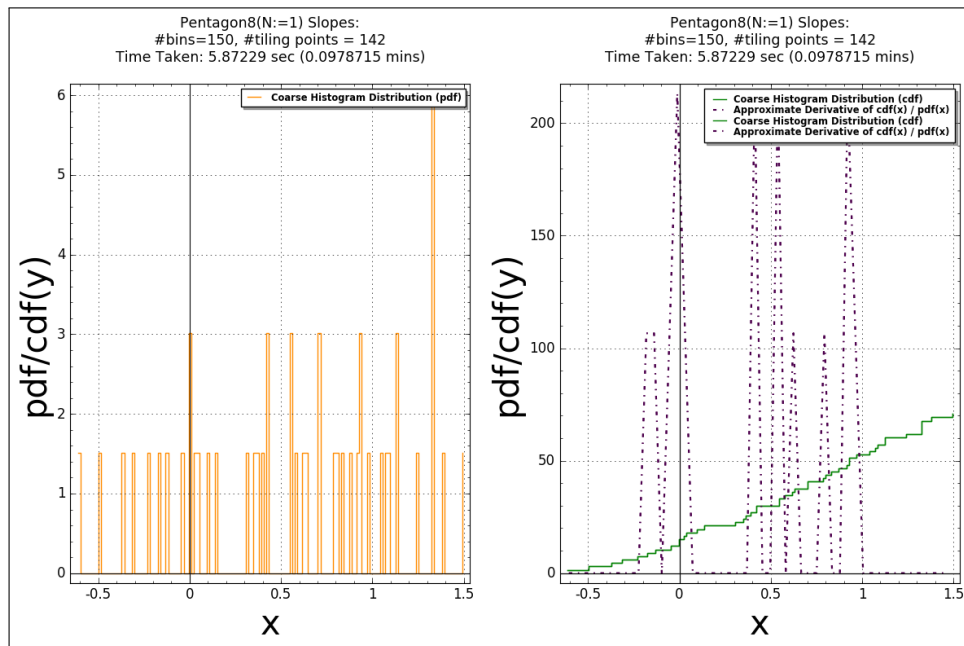 Pentagon8(N:=1) Slopes:
#bins=150, #tiling points = 142
Time Taken: 5.87229 sec (0.0978715 mins)
Coarse Histogram Distribution (pdf)
6
5
4
3
2
1
0
pdf/cdf(y)
-0.5
0
0.5
1
1.5
x
Pentagon8(N:=1) Slopes:
#bins=150, #tiling points = 142
Time Taken: 5.87229 sec (0.0978715 mins)
Coarse Histogram Distribution (cdf)
Approximate Derivative of cdf(x) / pdf(x)
Coarse Histogram Distribution (cdf)
Approximate Derivative of cdf(x) / pdf(x)
200
150
100
50
0
pdf/cdf(y)
-0.5
0
0.5
1
1.5
x